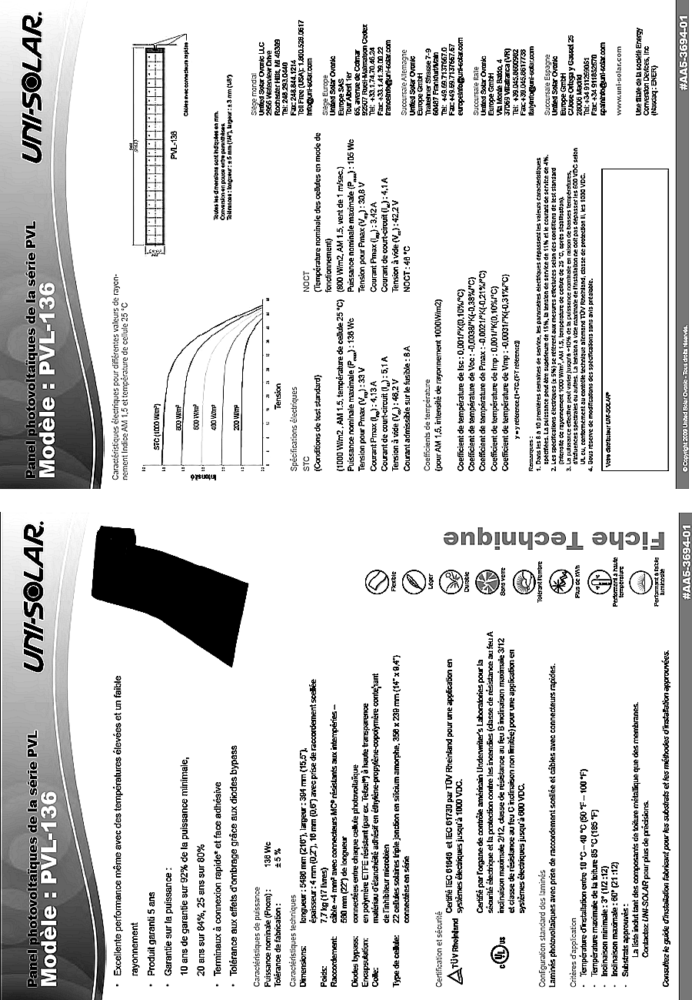 Panel photovoltaïques de la série PVL
Modèle : PVL-136
UNI-SOLAR.
• Excellente performance même avec des températures élevées et un faible
rayonnement
• Produit garanti 5 ans
• Garantie sur la puissance :
10 ans de garantie sur 92% de la puissance minimale,
20 ans sur 84%, 25 ans sur 80%
• Terminaux à connexion rapide* et face adhésive
• Tolérance aux effets d'ombrage grâce aux diodes bypass
Caractéristiques de puissance
Puissance nominale (Pnom) : 136 Wc
Tolérance de fabrication : ± 5 %
Caractéristiques techniques
Dimensions: longueur : 5486 mm (216"), largeur : 394 mm (15,5"),
épaisseur : 4 mm (0,2"), 16 mm (0,6") avec prise de raccordement scellée
Poids: 7,7 kg (17 livres)
Raccordement: câble ~4 mm² avec connecteurs MC® résistants aux intempéries –
560 mm (22") de longueur
Diodes bypass: connectées entre chaque cellule photovoltaïque
Encapsulation: en polymère ETFE résistant (par ex. Tefzel®) à haute transparence
Colle: matériau d'étanchéité adhésif en éthylène-propylène-copolymère contenant
de l'inhibiteur microbien
Type de cellule: 22 cellules solaires triple jonction en silicium amorphe, 356 x 239 mm (14" x 9,4")
connectées en série
Flexible
Léger
Durable
Sans verre
Tolérant l'ombre
Plus de kWh
Performant à haute
température
Performant à faible
luminosité
Fiche Technique
Certification et sécurité
TÜV Rheinland
Certifié IEC 61646 et IEC 61730 par TÜV Rheinland pour une application en
systèmes électriques jusqu'à 1000 VDC.
c UL us
Certifié par l'organe de contrôle américain Underwriter's Laboratories pour la
sécurité électrique et la protection contre les incendies (classe de résistance au feu A
inclinaison maximale 2/12, classe de résistance au feu B inclinaison maximale 3/12
et classe de résistance au feu C inclinaison non limitée) pour une application en
systèmes électriques jusqu'à 600 VDC.
Configuration standard des laminés
Laminés photovoltaïques avec prise de raccordement scellée et câbles avec connecteurs rapides.
Critères d'application
• Température d'installation entre 10 °C – 40 °C (50 °F – 100 °F)
• Température maximale de la toiture 85 °C (185 °F)
• Inclinaison minimale : 3° (1/2 :12)
• Inclinaison maximale : 60° (21 :12)
• Substrats approuvés :
La liste inclut tant des composants de toiture métallique que des membranes.
Contactez UNI-SOLAR pour plus de précisions.
Consultez le guide d'installation fabricant pour les substrats et les méthodes d'installation approuvées.
#AA5-3694-01
Panel photovoltaïques de la série PVL
Modèle : PVL-136
UNI-SOLAR.
Caractéristiques électriques pour différentes valeurs de rayon-
nement Indice AM 1,5 et température de cellule 25 °C
STC (1000 W/m²)
800 W/m²
600 W/m²
400 W/m²
200 W/m²
Intensité
Tension
Câbles avec connecteurs rapides
PVL-136
Toutes les dimensions sont indiquées en mm.
Conversion en pouce entre parenthèses.
Tolérances : longueur : ± 5 mm (1/4"), largeur : ± 3 mm (1/8")
Spécifications électriques
STC
(Conditions de test standard)
(1000 W/m2, AM 1.5, température de cellule 25 °C)
Puissance nominale maximale (Pmax) : 136 Wc
Tension pour Pmax (Vmp) : 33 V
Courant Pmax (Imp) : 4,13 A
Courant de court-circuit (Isc) : 5,1 A
Tension à vide (Voc) : 46,2 V
Courant admissible sur le fusible : 8 A
NOCT
(Température nominale des cellules en mode de
fonctionnement)
(800 W/m2, AM 1.5, vent de 1 m/sec.)
Puissance nominale maximale (Pmax) : 105 Wc
Tension pour Pmax (Vmp) : 30,8 V
Courant Pmax (Imp) : 3,42 A
Courant de court-circuit (Isc) : 4,1 A
Tension à vide (Voc) : 42,2 V
NOCT : 46 °C
Coefficients de température
(pour AM 1,5, intensité de rayonnement 1000W/m2)
Coefficient de température de Isc : 0,001/°K(0,10%/°C)
Coefficient de température de Voc : -0,0038/°K(-0,38%/°C)
Coefficient de température de Pmax : -0,0021/°K(-0,21%/°C)
Coefficient de température de Imp : 0,001/°K(0,10%/°C)
Coefficient de température de Vmp : -0,0031/°K(-0,31%/°C)
Remarques :
1. Dans les 8 à 10 premières semaines de service, les paramètres électriques dépassent les valeurs caractéristiques
spécifiées. La puissance peut être supérieure de 15%, la tension de service de 11% et le courant de service de 4%.
2. Les spécifications électriques (± 5%) se réfèrent aux mesures effectuées selon des conditions de test standard
(intensité de rayonnement 1000 W/m², AM 1.5, température de cellule de 25 °C, après stabilisation).
3. La puissance effective peut varier jusqu'à +10% de la puissance nominale en raison de basses températures,
d'influences spectrales ou autres. La tension à vide maximale de l'installation ne doit pas dépasser les 600 VDC selon
UL ou, conformément au contrôle technique allemand TÜV Rheinland, classe de protection II, les 1000 VDC.
4. Sous réserve de modifications des spécifications sans avis préalable.
Votre distributeur UNI-SOLAR®
Siège mondial
United Solar Ovonic LLC
2956 Waterview Drive
Rochester Hills, MI 48309
Tel: 248.293.0440
Fax: 248.844.1214
Toll Free (USA): 1.800.528.0617
info@uni-solar.com
Siège Europe
United Solar Ovonic
Europe SAS
Tour Albert 1er
65, avenue de Colmar
92507 Rueil-Malmaison Cedex
Tel: +33.1.74.70.46.24
Fax: +33.1.41.39.00.22
franceinfo@uni-solar.com
Succursale Allemagne
United Solar Ovonic
Europe GmbH
Trakehner Strasse 7-9
60487 Frankfurt/Main
Tel: +49.69.7137667.0
Fax: +49.69.7137667.67
europeinfo@uni-solar.com
Succursale Italie
United Solar Ovonic
Europe GmbH
Via Monte Baldo, 4
37069 Villafranca (VR)
Tel: +39.045.8600982
Fax: +39.045.8617738
italyinfo@uni-solar.com
Succursale Espagne
United Solar Ovonic
Europe GmbH
28006 Madrid
spaininfo@uni-solar.com
www.uni-solar.com
Une filiale de la société Energy
Conversion Devices, Inc
(Nasdaq : ENER)
© Copyright 2009 United Solar Ovonic - Tous droits réservés.
#AA5-3694-01